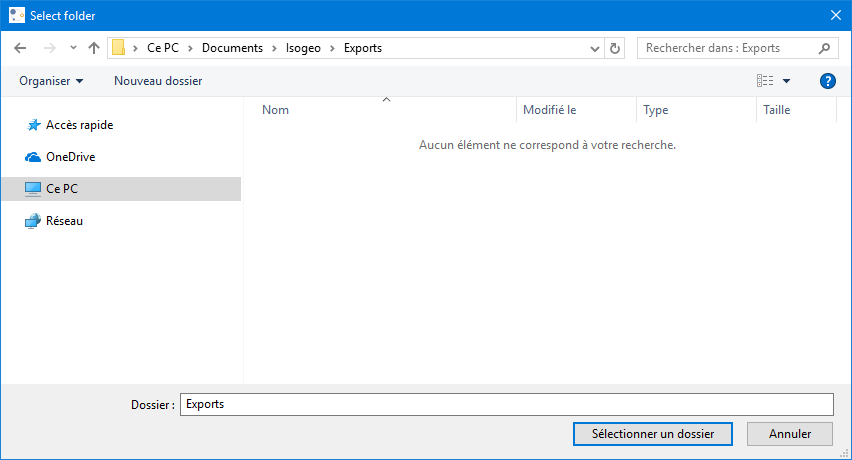 Select folder
Ce PC Documents Isogeo Exports
Rechercher dans : Exports
Organiser Nouveau dossier ?
Nom Modifié le Type Taille
Aucun élément ne correspond à votre recherche.
Accès rapide
OneDrive
Ce PC
Réseau
Dossier : Exports
Sélectionner un dossier Annuler